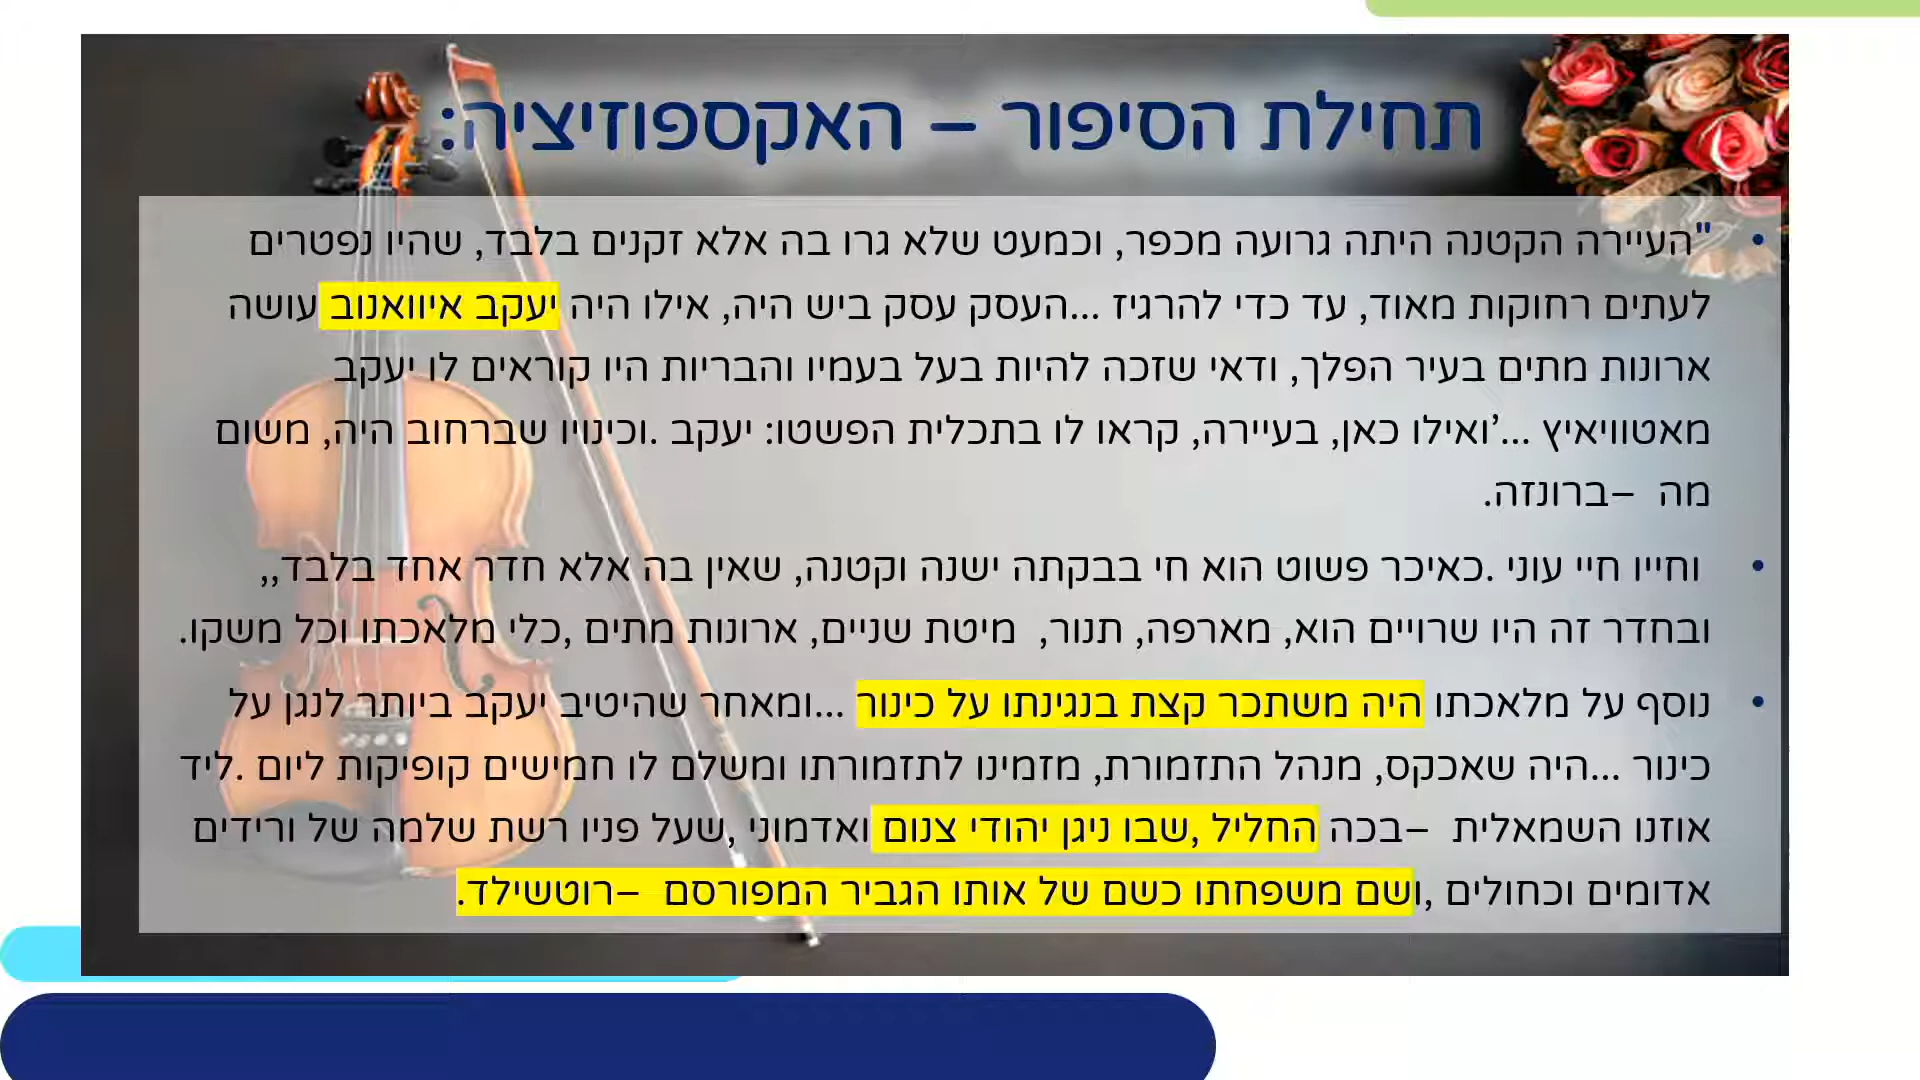 תחילת הסיפור – האקספוזיציה:
• "העיירה הקטנה היתה גרועה מכפר, וכמעט שלא גרו בה אלא זקנים בלבד, שהיו נפטרים
לעתים רחוקות מאוד, עד כדי להרגיז ...העסק עסק ביש היה, אילו היה יעקב איוואנוב עושה
ארונות מתים בעיר הפלך, ודאי שזכה להיות בעל בעמיו והבריות היו קוראים לו יעקב
מאטוויאיץ ...'ואילו כאן, בעיירה, קראו לו בתכלית הפשטו: יעקב .וכינויו שברחוב היה, משום
מה –ברונזה.
• וחייו חיי עוני .כאיכר פשוט הוא חי בבקתה ישנה וקטנה, שאין בה אלא חדר אחד בלבד,,
ובחדר זה היו שרויים הוא, מארפה, תנור, מיטת שניים, ארונות מתים ,כלי מלאכתו וכל משקו.
• נוסף על מלאכתו היה משתכר קצת בנגינתו על כינור ...ומאחר שהיטיב יעקב ביותר לנגן על
כינור ...היה שאכקס, מנהל התזמורת, מזמינו לתזמורתו ומשלם לו חמישים קופיקות ליום .ליד
אוזנו השמאלית –בכה החליל ,שבו ניגן יהודי צנום ואדמוני ,שעל פניו רשת שלמה של ורידים
אדומים וכחולים ,ושם משפחתו כשם של אותו הגביר המפורסם –רוטשילד.